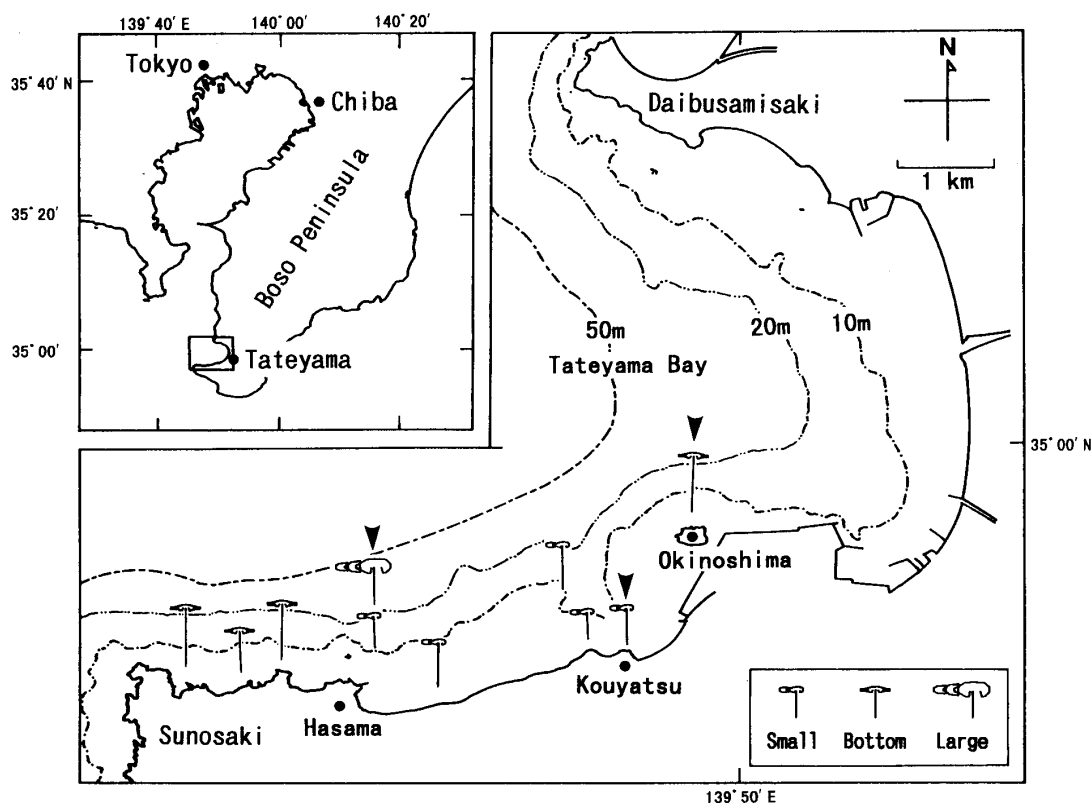 139°40′E 140°00′ 140°20′
Tokyo
35°40′N
Chiba
35°20′
Boso Peninsula
35°00′
Tateyama
N
Daibusamisaki
1 km
50m 20m 10m
Tateyama Bay
35°00′N
Okinoshima
Kouyatsu
Hasama
Sunosaki
Small Bottom Large
139°50′E